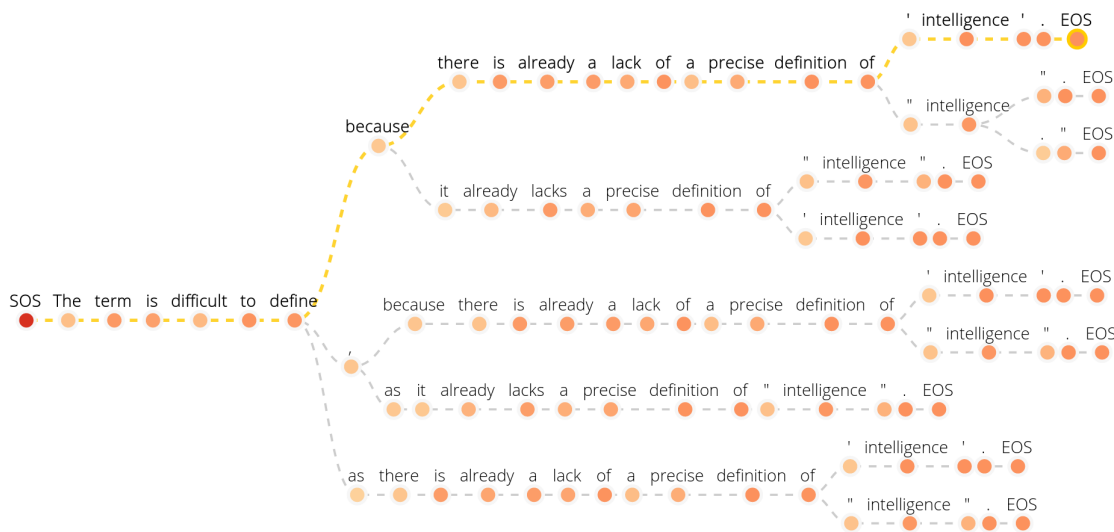 ' intelligence ' . EOS
there is already a lack of a precise definition of
" . EOS
" intelligence
because
. " EOS
" intelligence " . EOS
it already lacks a precise definition of
' intelligence ' . EOS
' intelligence ' . EOS
SOS The term is difficult to define
because there is already a lack of a precise definition of
" intelligence " . EOS
,
as it already lacks a precise definition of " intelligence " . EOS
' intelligence ' . EOS
as there is already a lack of a precise definition of
" intelligence " . EOS